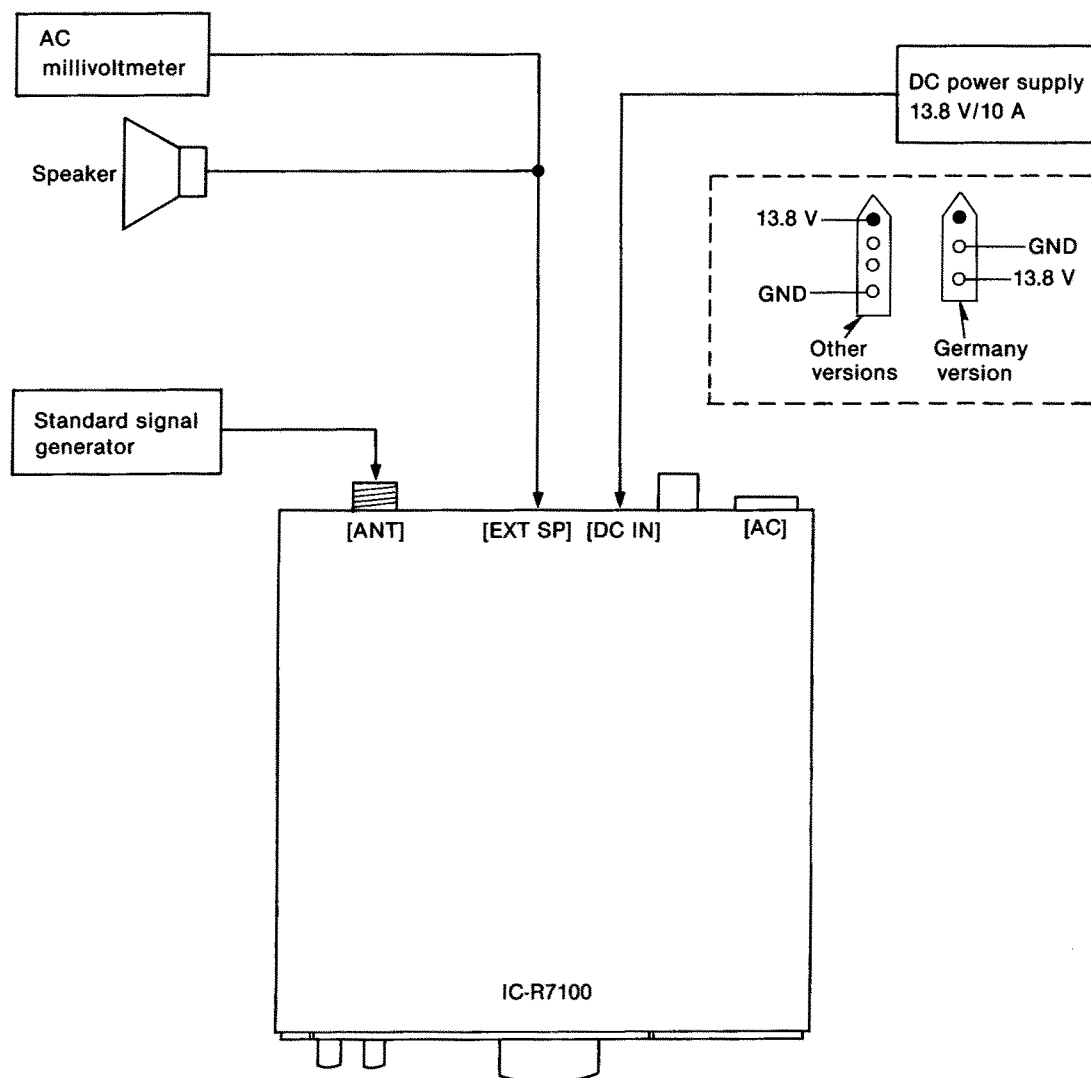 AC
millivoltmeter
DC power supply
13.8 V/10 A
Speaker
13.8 V
GND
GND
13.8 V
Other
versions
Germany
version
Standard signal
generator
[ANT]
[EXT SP]
[DC IN]
[AC]
IC-R7100